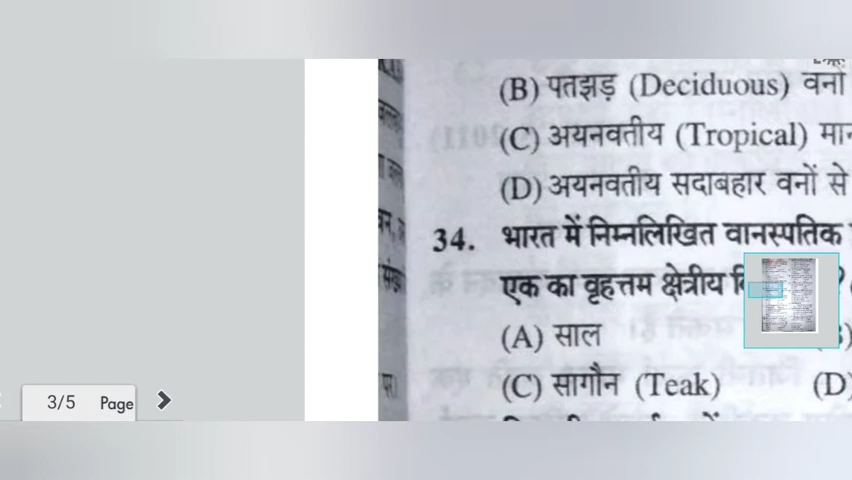 (B) पतझड़ (Deciduous) वनों
(C) अयनवतीय (Tropical)
(D) अयनवतीय सदाबहार वनों से
34. भारत में निम्नलिखित वानस्पतिक
एक का वृहत्तम क्षेत्रीय
(A) साल
(C) सागौन (Teak) (D)
3/5 Page